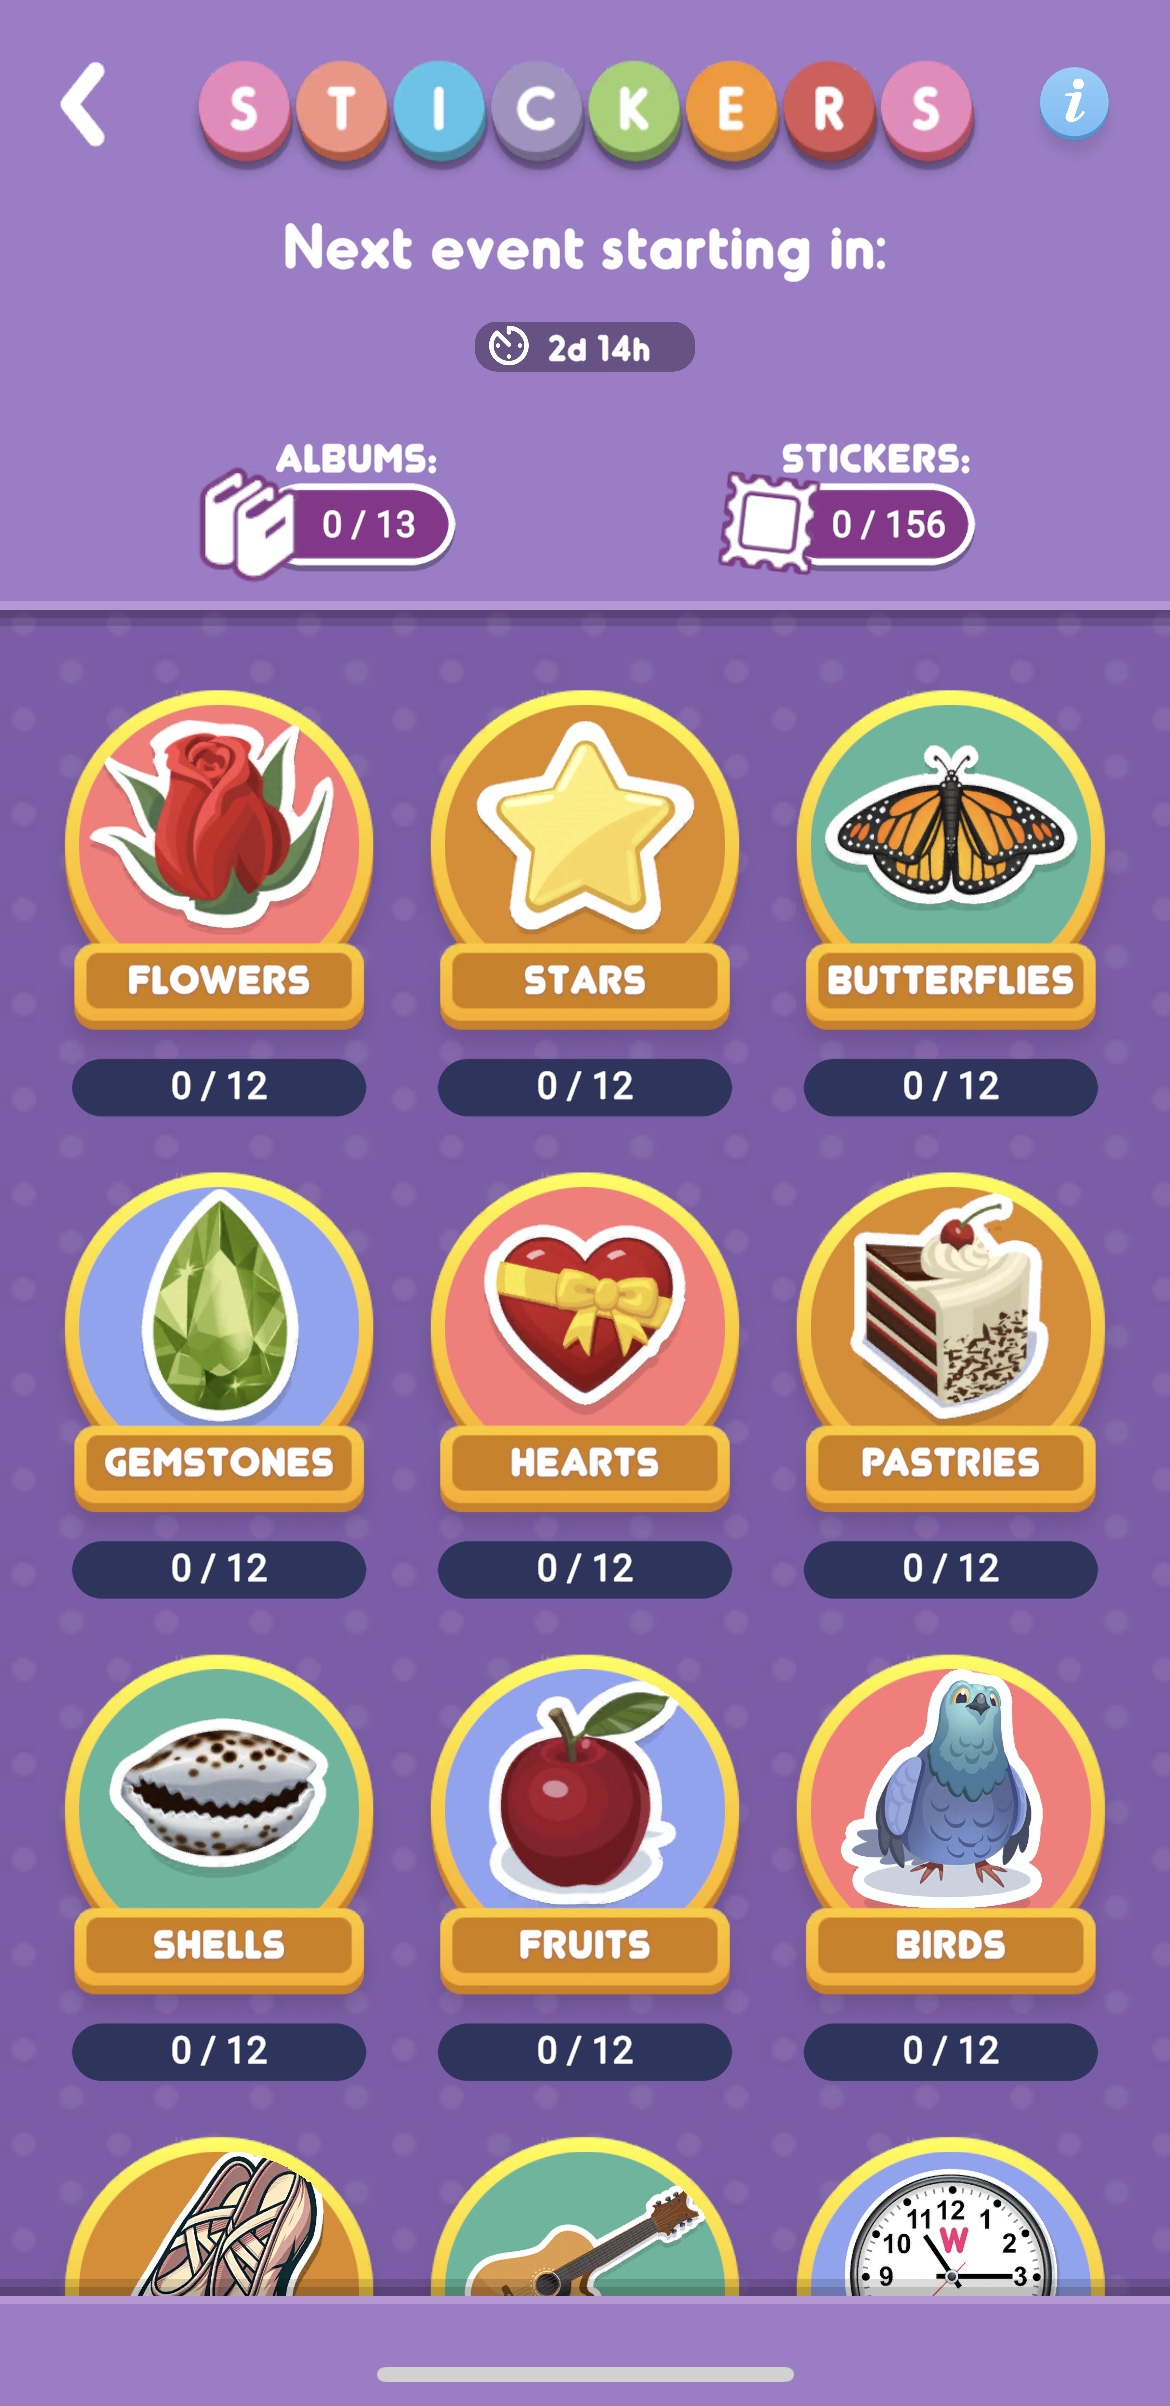 STICKERS
i
Next event starting in:
2d 14h
ALBUMS: STICKERS:
0 / 13 0 / 156
FLOWERS STARS BUTTERFLIES
0 / 12 0 / 12 0 / 12
GEMSTONES HEARTS PASTRIES
0 / 12 0 / 12 0 / 12
SHELLS FRUITS BIRDS
0 / 12 0 / 12 0 / 12
11 12 1
10 W 2
9 3